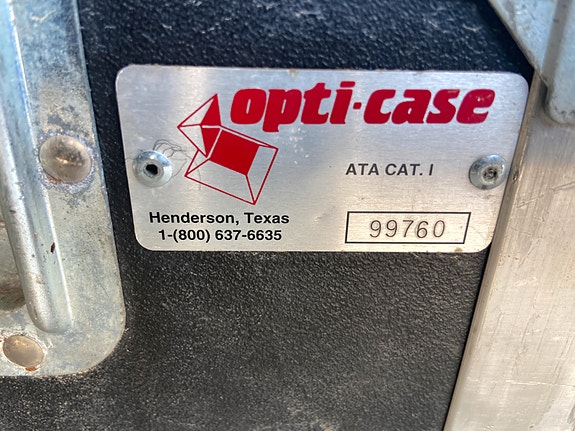 opti-case
ATA CAT. I
Henderson, Texas
1-(800) 637-6635
99760